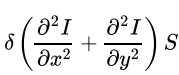 δ(∂²I/∂x² + ∂²I/∂y²)S